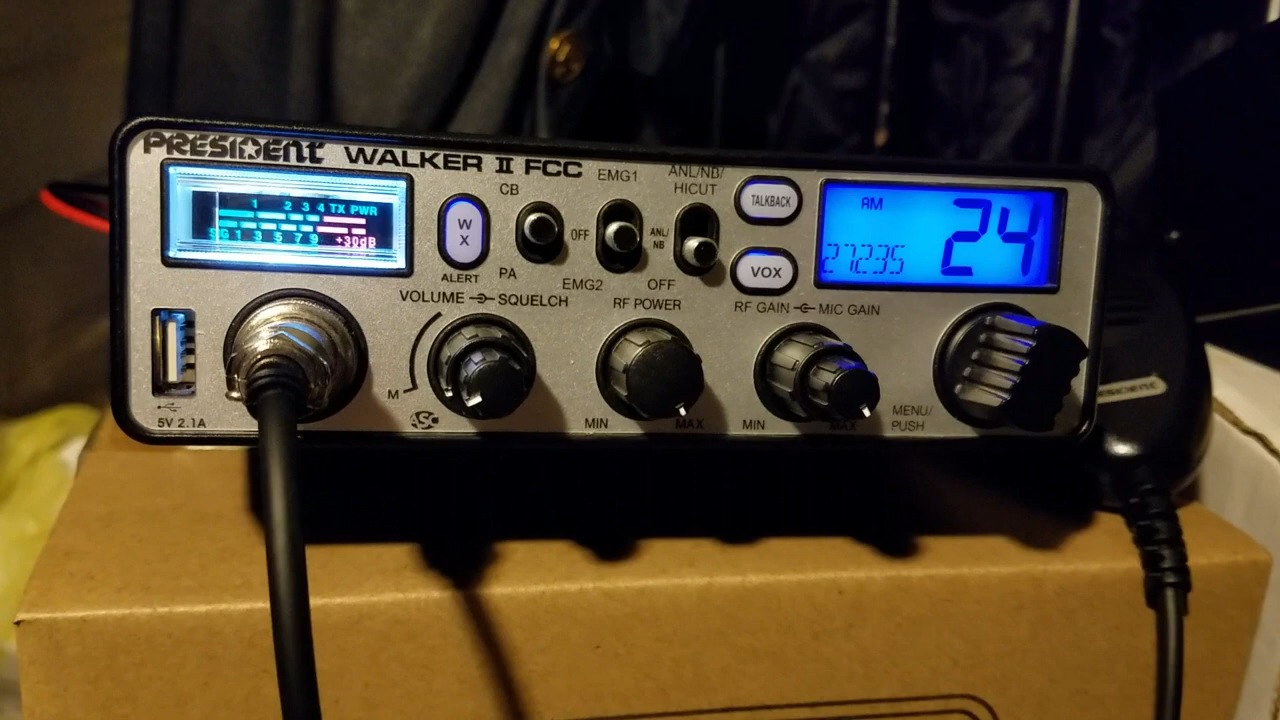 PRESIDENT WALKER II FCC
1 2 3 4 TX PWR
SIG 1 3 5 7 9 +30dB
WX
ALERT
CB
PA
EMG1
OFF
EMG2
ANL/NB/
HICUT
ANL/
NB
OFF
TALKBACK
VOX
AM
24
27.235
VOLUME SQUELCH
RF POWER
RF GAIN MIC GAIN
M
ASC
MIN MAX
MIN MAX
MENU/
PUSH
5V 2.1A